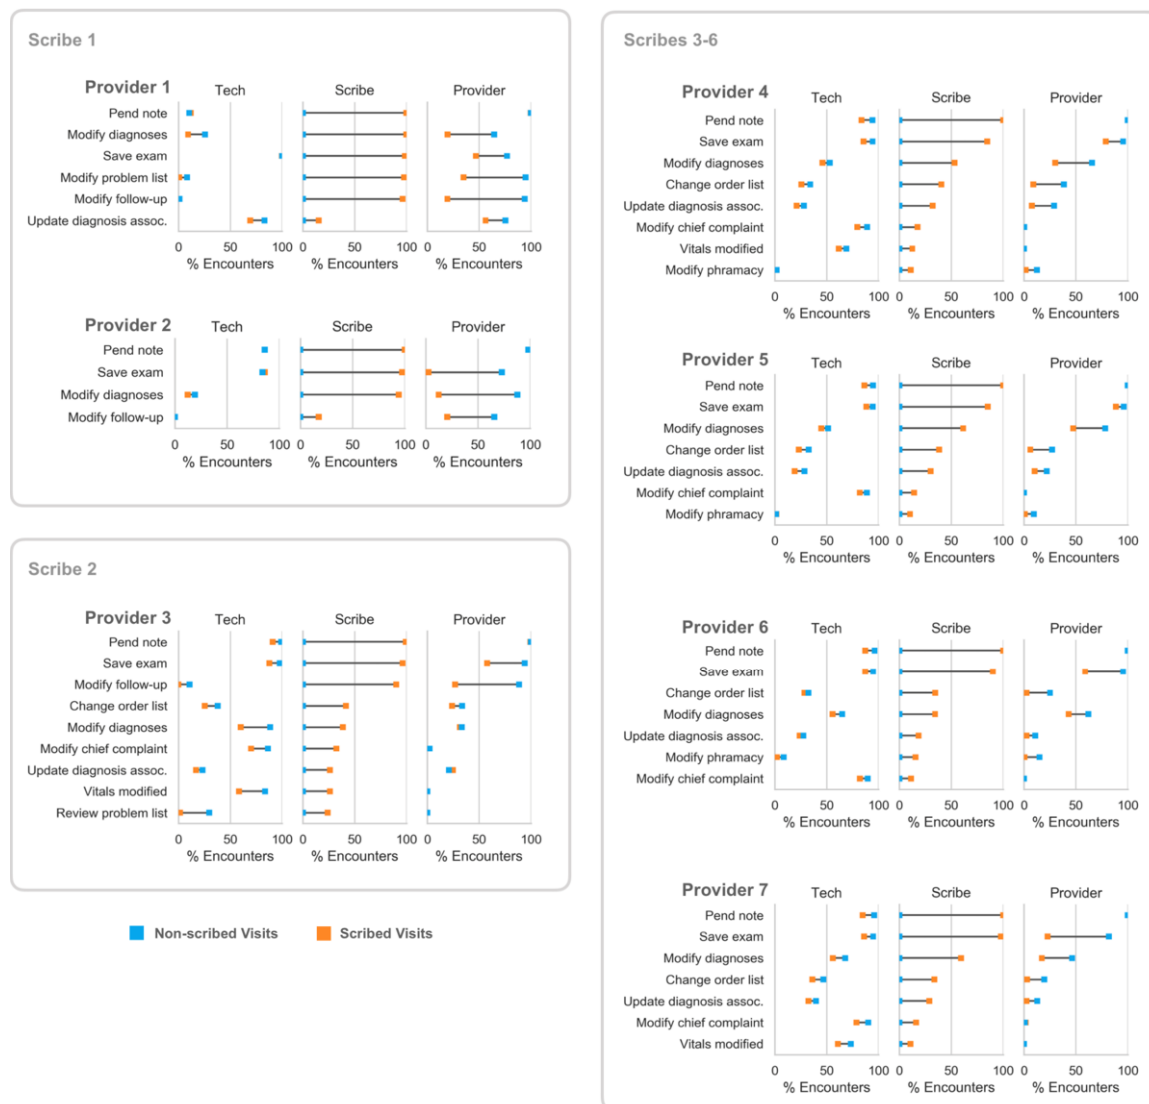 Scribe 1
Provider 1 Tech Scribe Provider
Pend note
Modify diagnoses
Save exam
Modify problem list
Modify follow-up
Update diagnosis assoc.
0 50 100 0 50 100 0 50 100
% Encounters % Encounters % Encounters
Provider 2 Tech Scribe Provider
Pend note
Save exam
Modify diagnoses
Modify follow-up
0 50 100 0 50 100 0 50 100
% Encounters % Encounters % Encounters
Scribe 2
Provider 3 Tech Scribe Provider
Pend note
Save exam
Modify follow-up
Change order list
Modify diagnoses
Modify chief complaint
Update diagnosis assoc.
Vitals modified
Review problem list
0 50 100 0 50 100 0 50 100
% Encounters % Encounters % Encounters
Non-scribed Visits Scribed Visits
Scribes 3-6
Provider 4 Tech Scribe Provider
Pend note
Save exam
Modify diagnoses
Change order list
Update diagnosis assoc.
Modify chief complaint
Vitals modified
Modify phramacy
0 50 100 0 50 100 0 50 100
% Encounters % Encounters % Encounters
Provider 5 Tech Scribe Provider
Pend note
Save exam
Modify diagnoses
Change order list
Update diagnosis assoc.
Modify chief complaint
Modify phramacy
0 50 100 0 50 100 0 50 100
% Encounters % Encounters % Encounters
Provider 6 Tech Scribe Provider
Pend note
Save exam
Change order list
Modify diagnoses
Update diagnosis assoc.
Modify phramacy
Modify chief complaint
0 50 100 0 50 100 0 50 100
% Encounters % Encounters % Encounters
Provider 7 Tech Scribe Provider
Pend note
Save exam
Modify diagnoses
Change order list
Update diagnosis assoc.
Modify chief complaint
Vitals modified
0 50 100 0 50 100 0 50 100
% Encounters % Encounters % Encounters